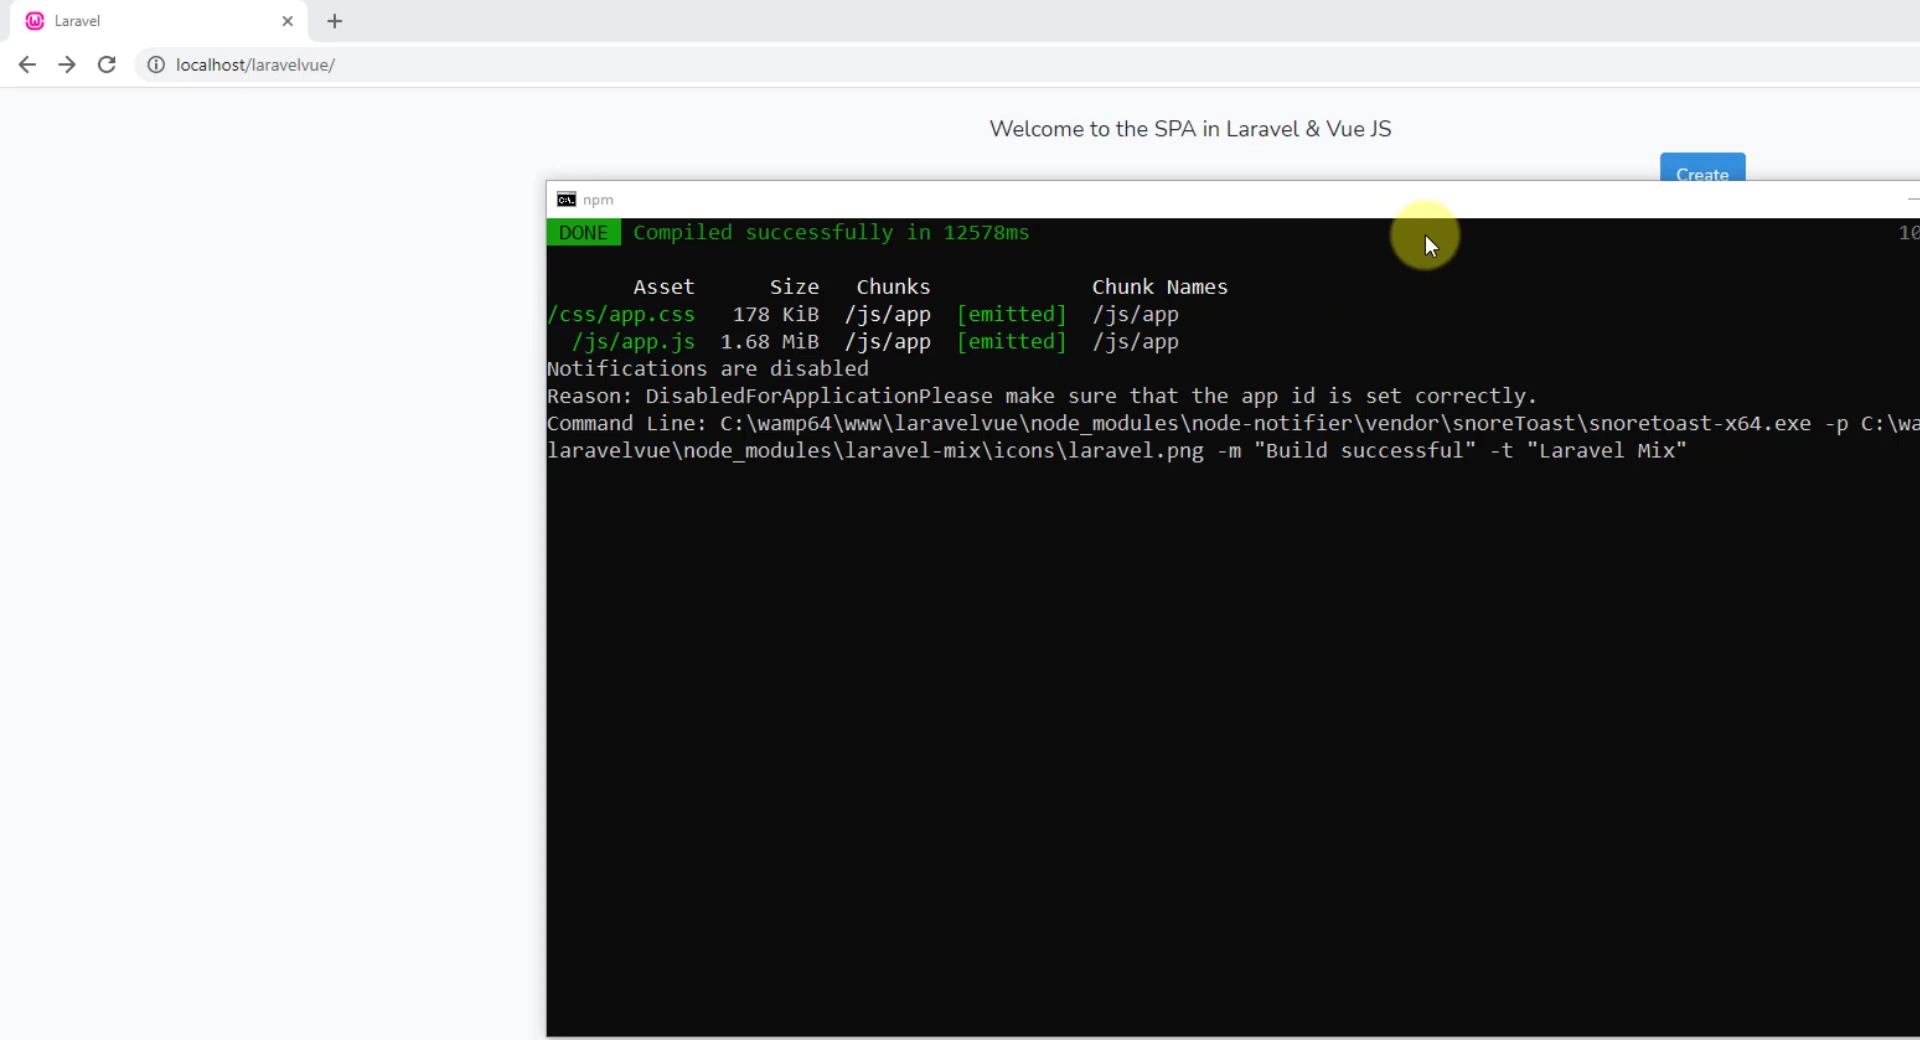 Laravel
localhost/laravelvue/
Welcome to the SPA in Laravel & Vue JS
Create
npm
DONE Compiled successfully in 12578ms 10
Asset Size Chunks Chunk Names
/css/app.css 178 KiB /js/app [emitted] /js/app
/js/app.js 1.68 MiB /js/app [emitted] /js/app
Notifications are disabled
Reason: DisabledForApplicationPlease make sure that the app id is set correctly.
Command Line: C:\wamp64\www\laravelvue\node_modules\node-notifier\vendor\snoreToast\snoretoast-x64.exe -p C:\wa
laravelvue\node_modules\laravel-mix\icons\laravel.png -m "Build successful" -t "Laravel Mix"